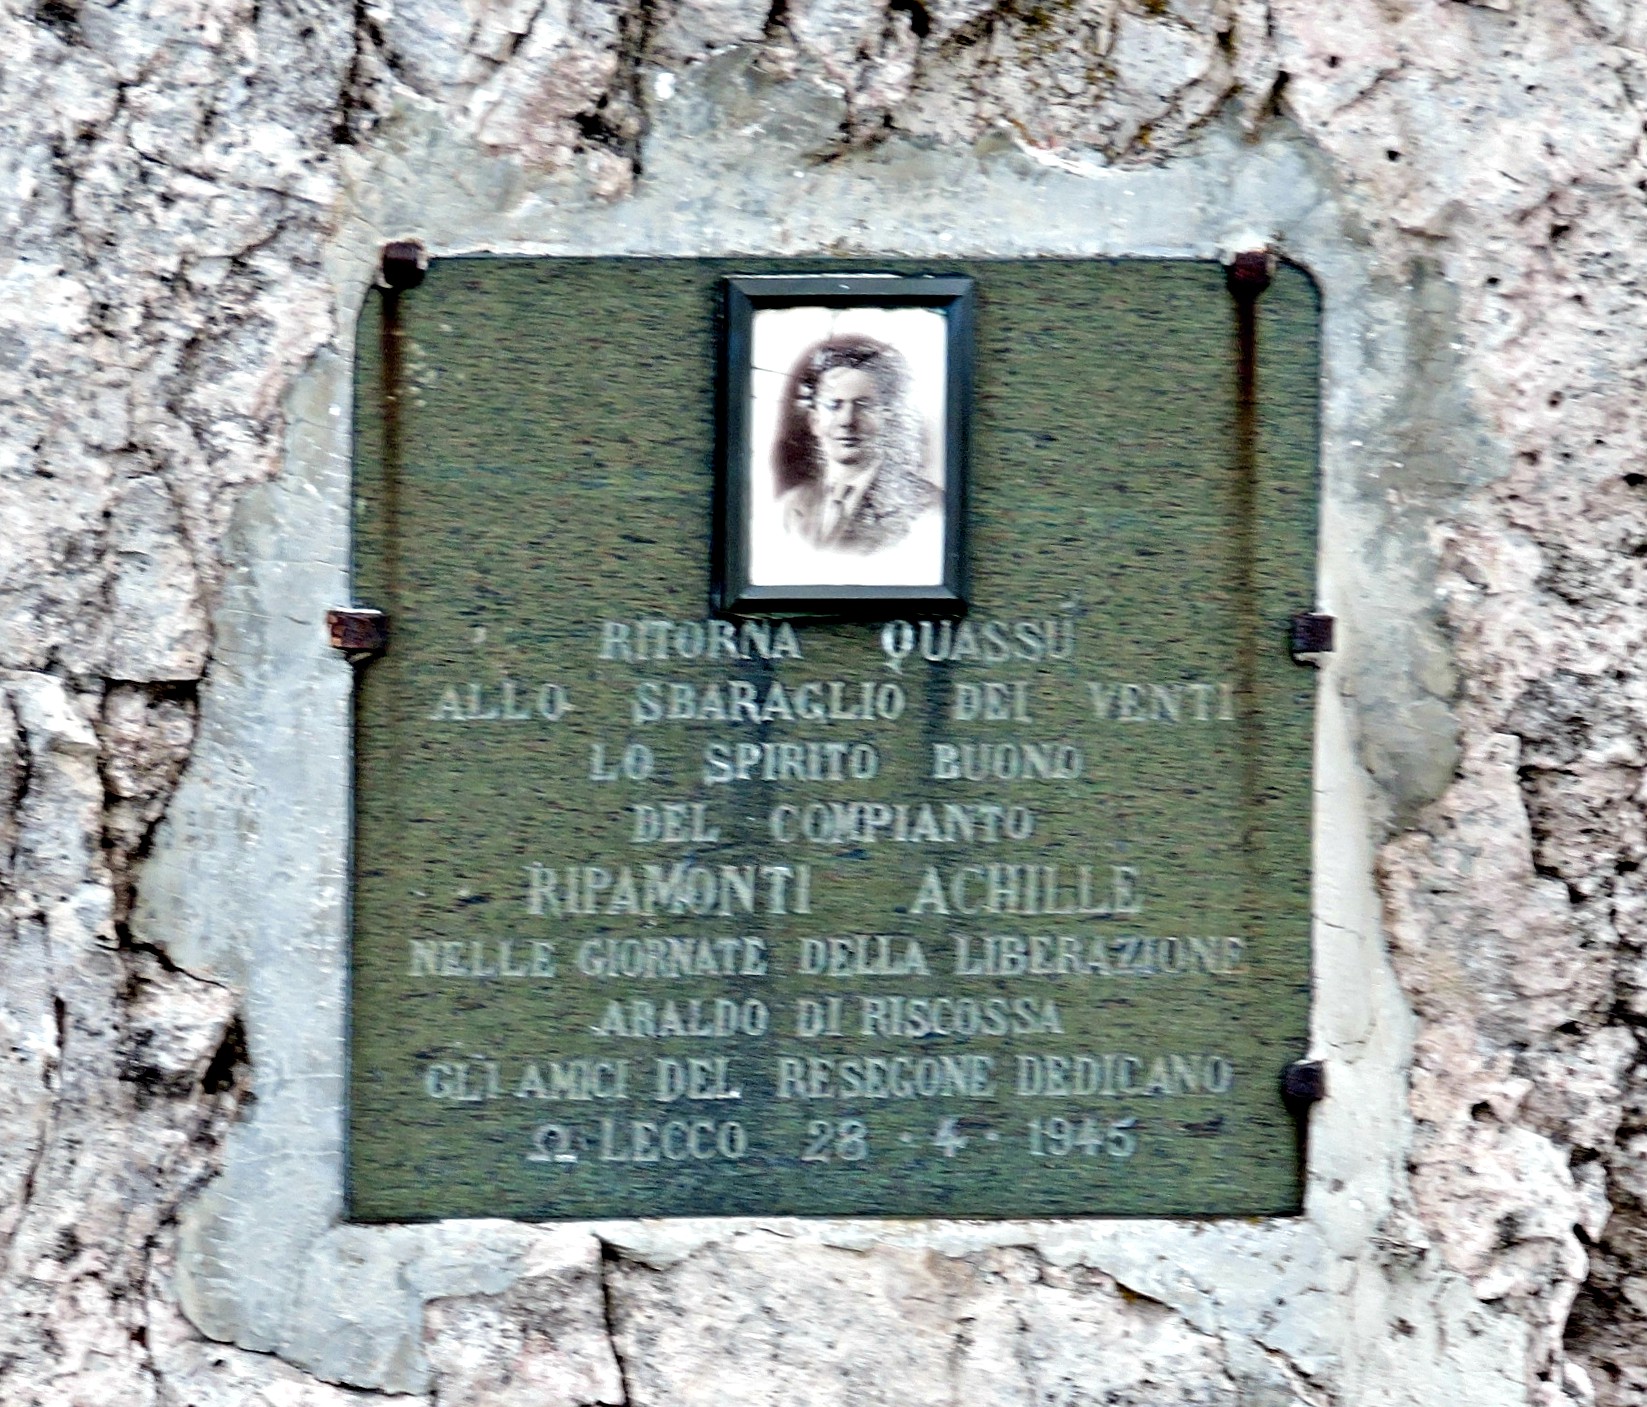 RITORNA QUASSÚ
ALLO SBARAGLIO DEI VENTI
LO SPIRITO BUONO
DEL COMPIANTO
RIPAMONTI ACHILLE
NELLE GIORNATE DELLA LIBERAZIONE
ARALDO DI RISCOSSA
GLI AMICI DEL RESEGONE DEDICANO
Ω LECCO 28 · 4 · 1945